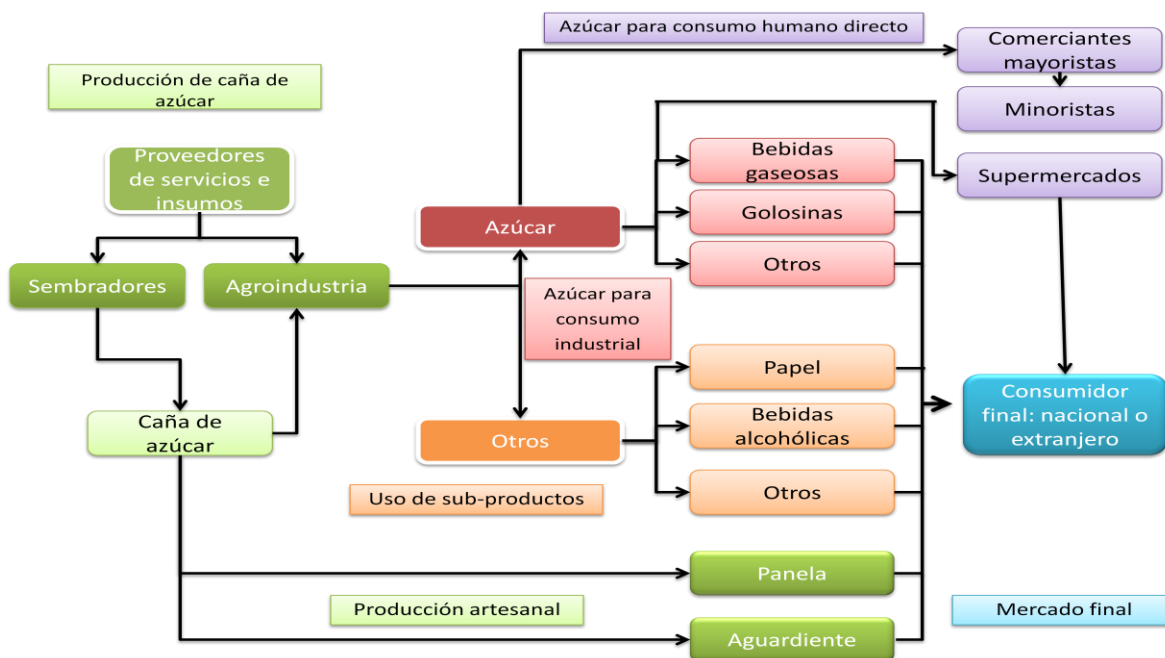 Azúcar para consumo humano directo
Comerciantes
mayoristas
Producción de caña de
azúcar
Minoristas
Proveedores
de servicios e
insumos
Bebidas
gaseosas
Supermercados
Azúcar
Golosinas
Otros
Sembradores
Agroindustria
Azúcar para
consumo
industrial
Papel
Consumidor
final: nacional o
extranjero
Caña de
azúcar
Otros
Bebidas
alcohólicas
Uso de sub-productos
Otros
Panela
Producción artesanal
Mercado final
Aguardiente